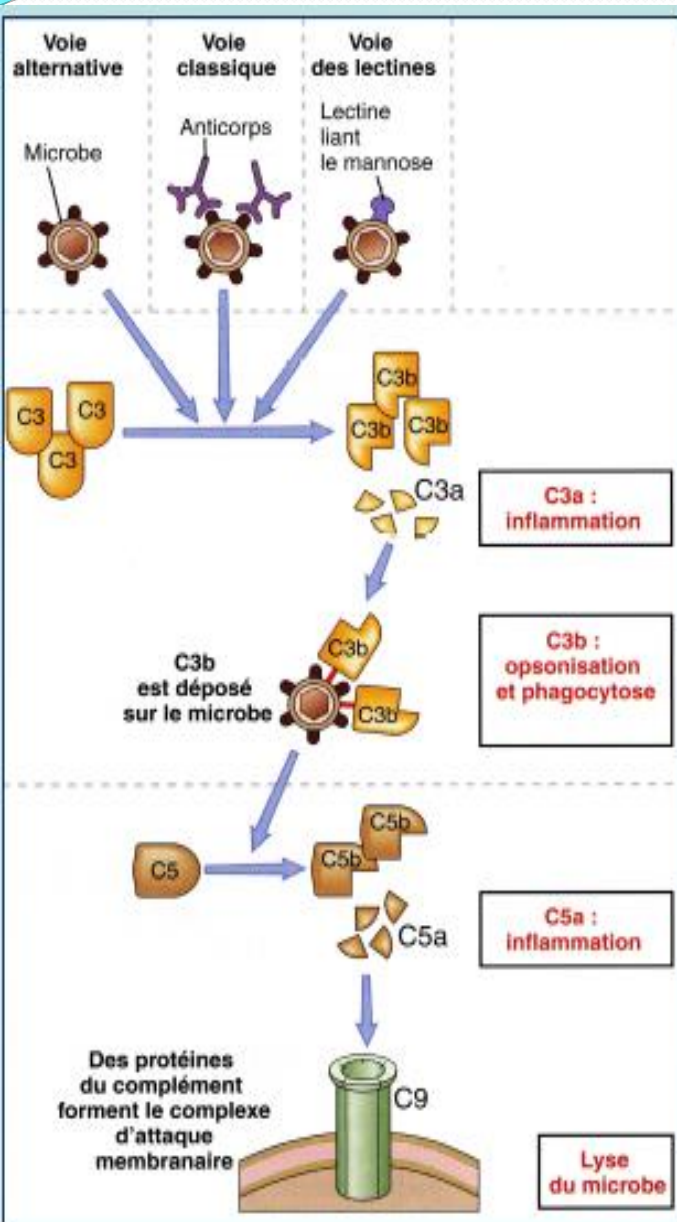 Voie
alternative
Voie
classique
Voie
des lectines
Microbe
Anticorps
Lectine
liant
le mannose
C3
C3
C3
C3b
C3b
C3b
C3a
C3a :
inflammation
C3b
est déposé
sur le microbe
C3b
C3b
C3b :
opsonisation
et phagocytose
C5
C5b
C5b
C5a
C5a :
inflammation
Des protéines
du complément
forment le complexe
d'attaque
membranaire
C9
Lyse
du microbe